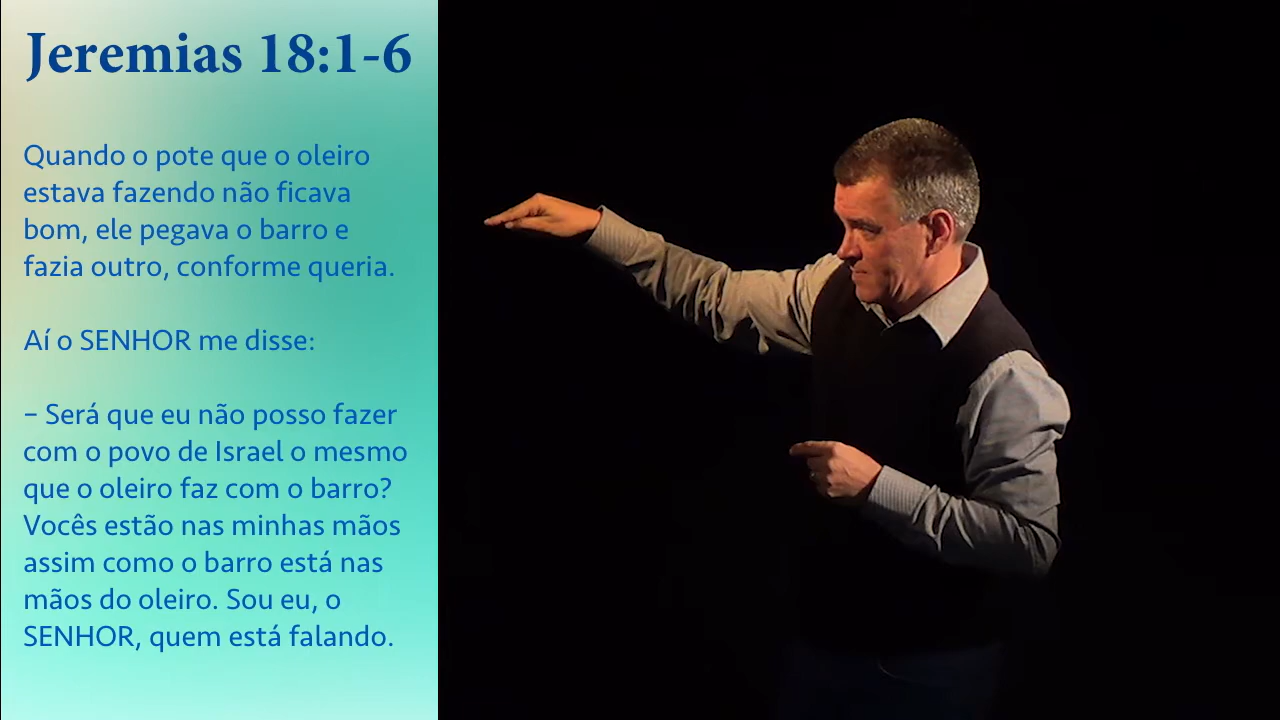 Jeremias 18:1-6
Quando o pote que o oleiro
estava fazendo não ficava
bom, ele pegava o barro e
fazia outro, conforme queria.
Aí o SENHOR me disse:
– Será que eu não posso fazer
com o povo de Israel o mesmo
que o oleiro faz com o barro?
Vocês estão nas minhas mãos
assim como o barro está nas
mãos do oleiro. Sou eu, o
SENHOR, quem está falando.